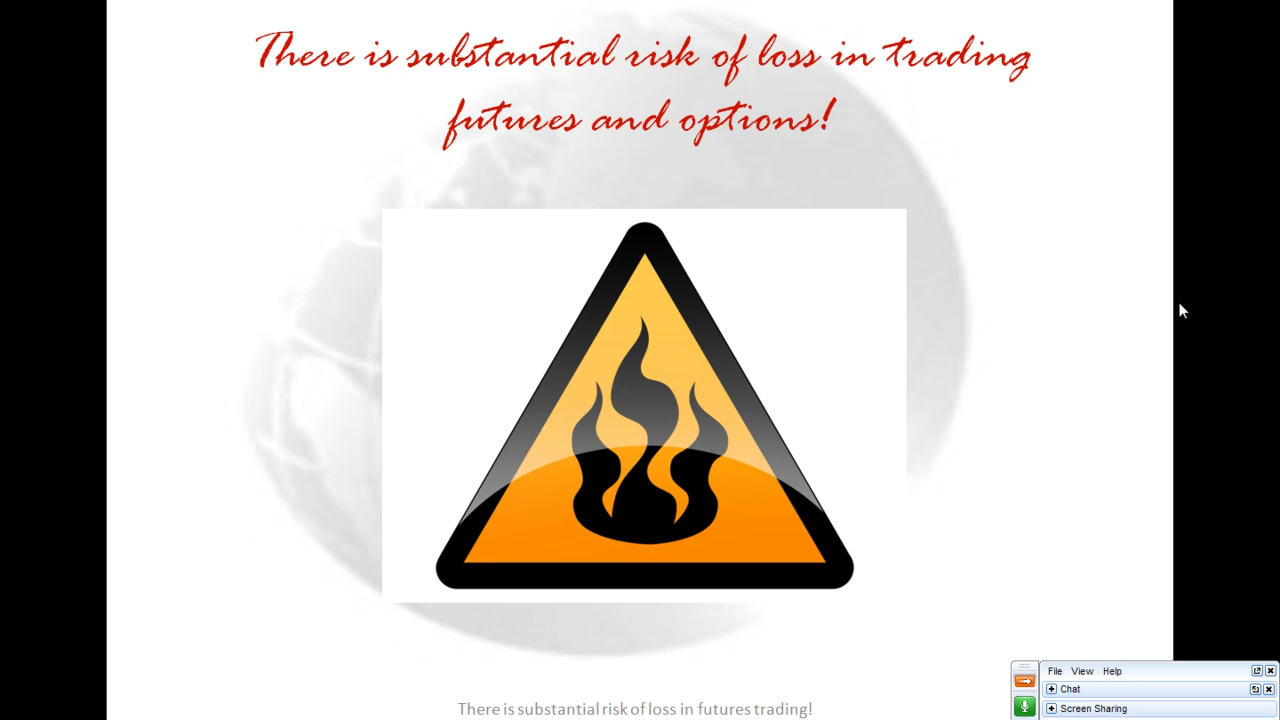 There is substantial risk of loss in trading
futures and options!
There is substantial risk of loss in futures trading!
File View Help
Chat
Screen Sharing